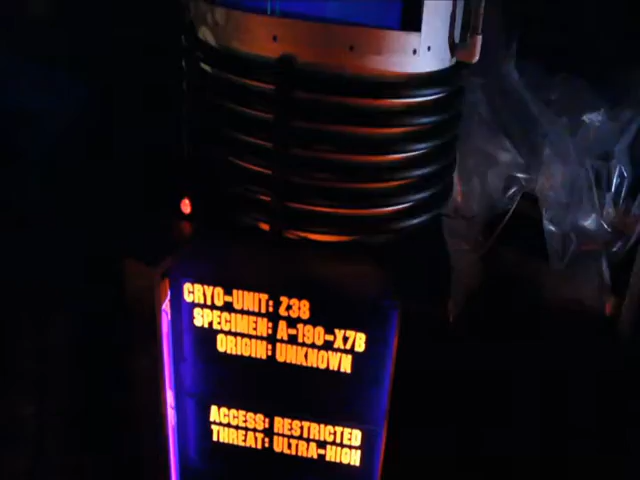 CRYO-UNIT: Z38
SPECIMEN: A-190-X7B
ORIGIN: UNKNOWN
ACCESS: RESTRICTED
THREAT: ULTRA-HIGH